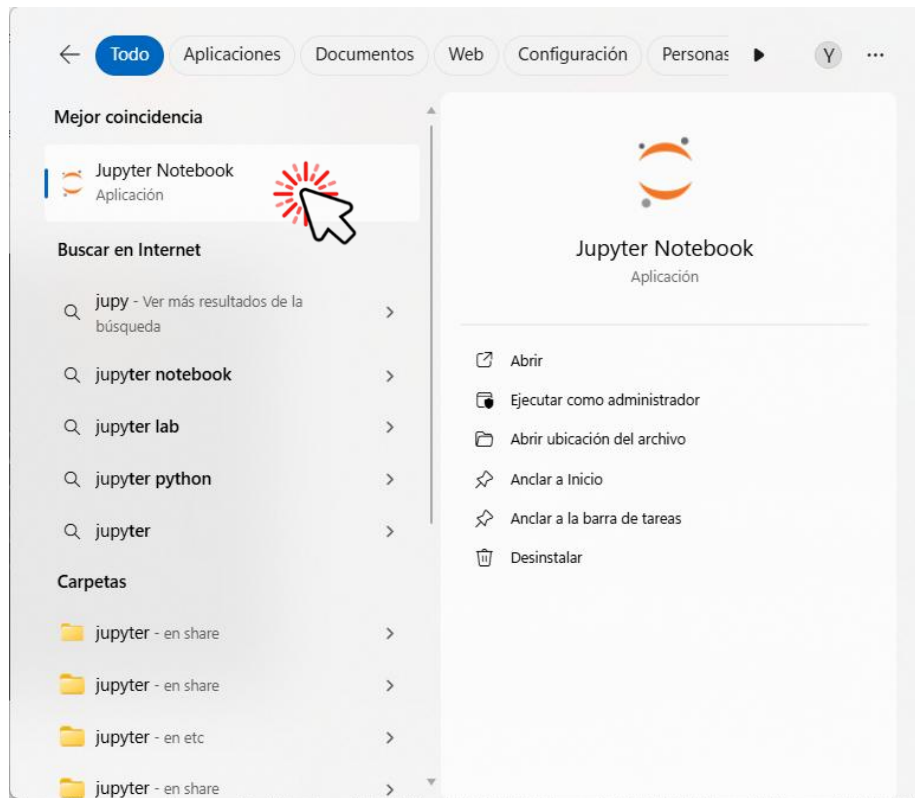 Todo
Aplicaciones
Documentos
Web
Configuración
Personas
Y
Mejor coincidencia
Jupyter Notebook
Aplicación
Buscar en Internet
jupy - Ver más resultados de la
búsqueda
jupyter notebook
jupyter lab
jupyter python
jupyter
Carpetas
jupyter - en share
jupyter - en share
jupyter - en etc
jupyter - en share
Jupyter Notebook
Aplicación
Abrir
Ejecutar como administrador
Abrir ubicación del archivo
Anclar a Inicio
Anclar a la barra de tareas
Desinstalar